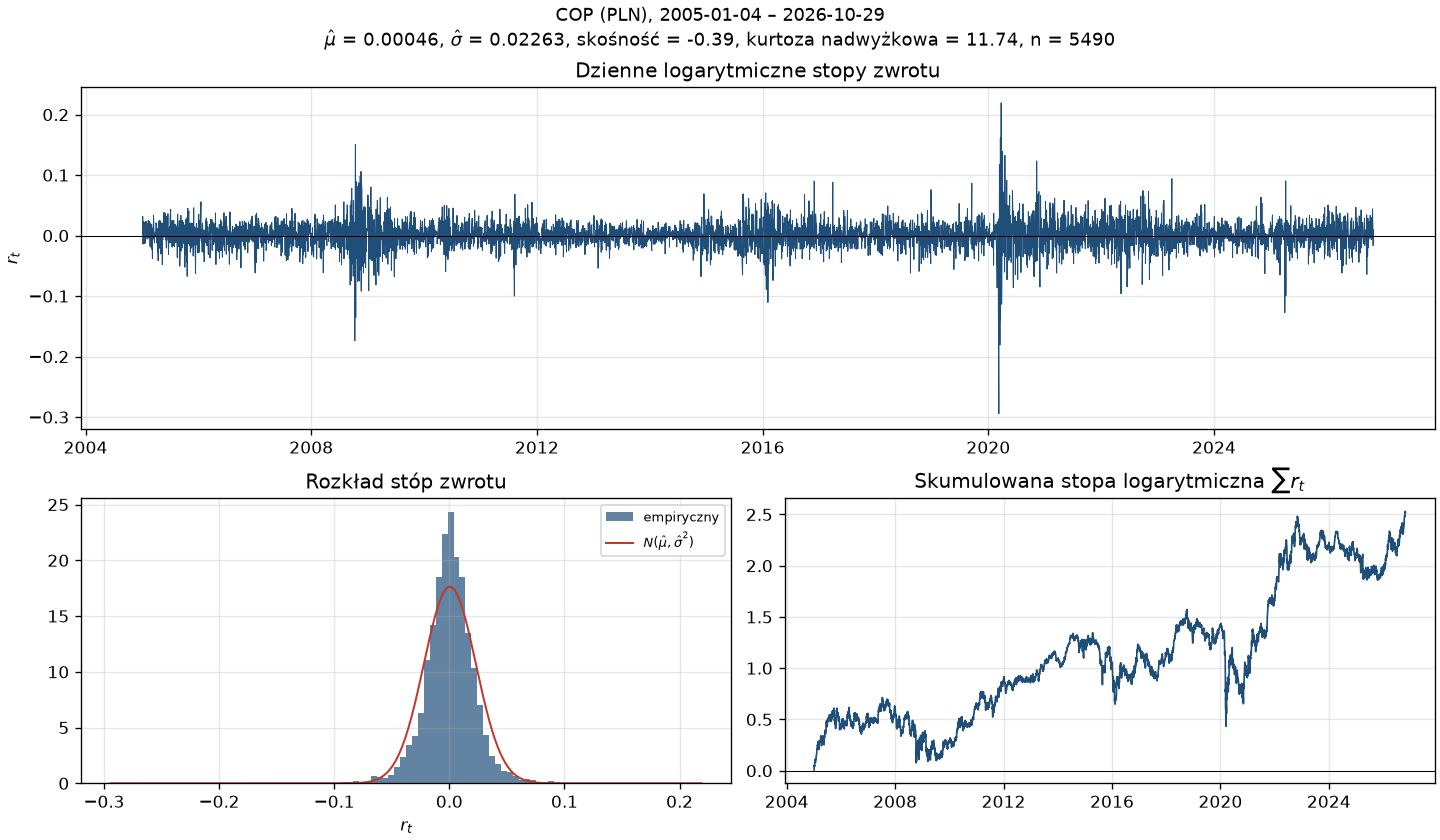 COP (PLN), 2005-01-04 – 2026-10-29
μ̂ = 0.00046, σ̂ = 0.02263, skośność = -0.39, kurtoza nadwyżkowa = 11.74, n = 5490
Dzienne logarytmiczne stopy zwrotu
0.2
0.1
0.0
−0.1
−0.2
−0.3
r_t
2004 2008 2012 2016 2020 2024
Rozkład stóp zwrotu
25
20
15
10
5
0
empiryczny
N(μ̂, σ̂²)
−0.3 −0.2 −0.1 0.0 0.1 0.2
r_t
Skumulowana stopa logarytmiczna ∑r_t
2.5
2.0
1.5
1.0
0.5
0.0
2004 2008 2012 2016 2020 2024